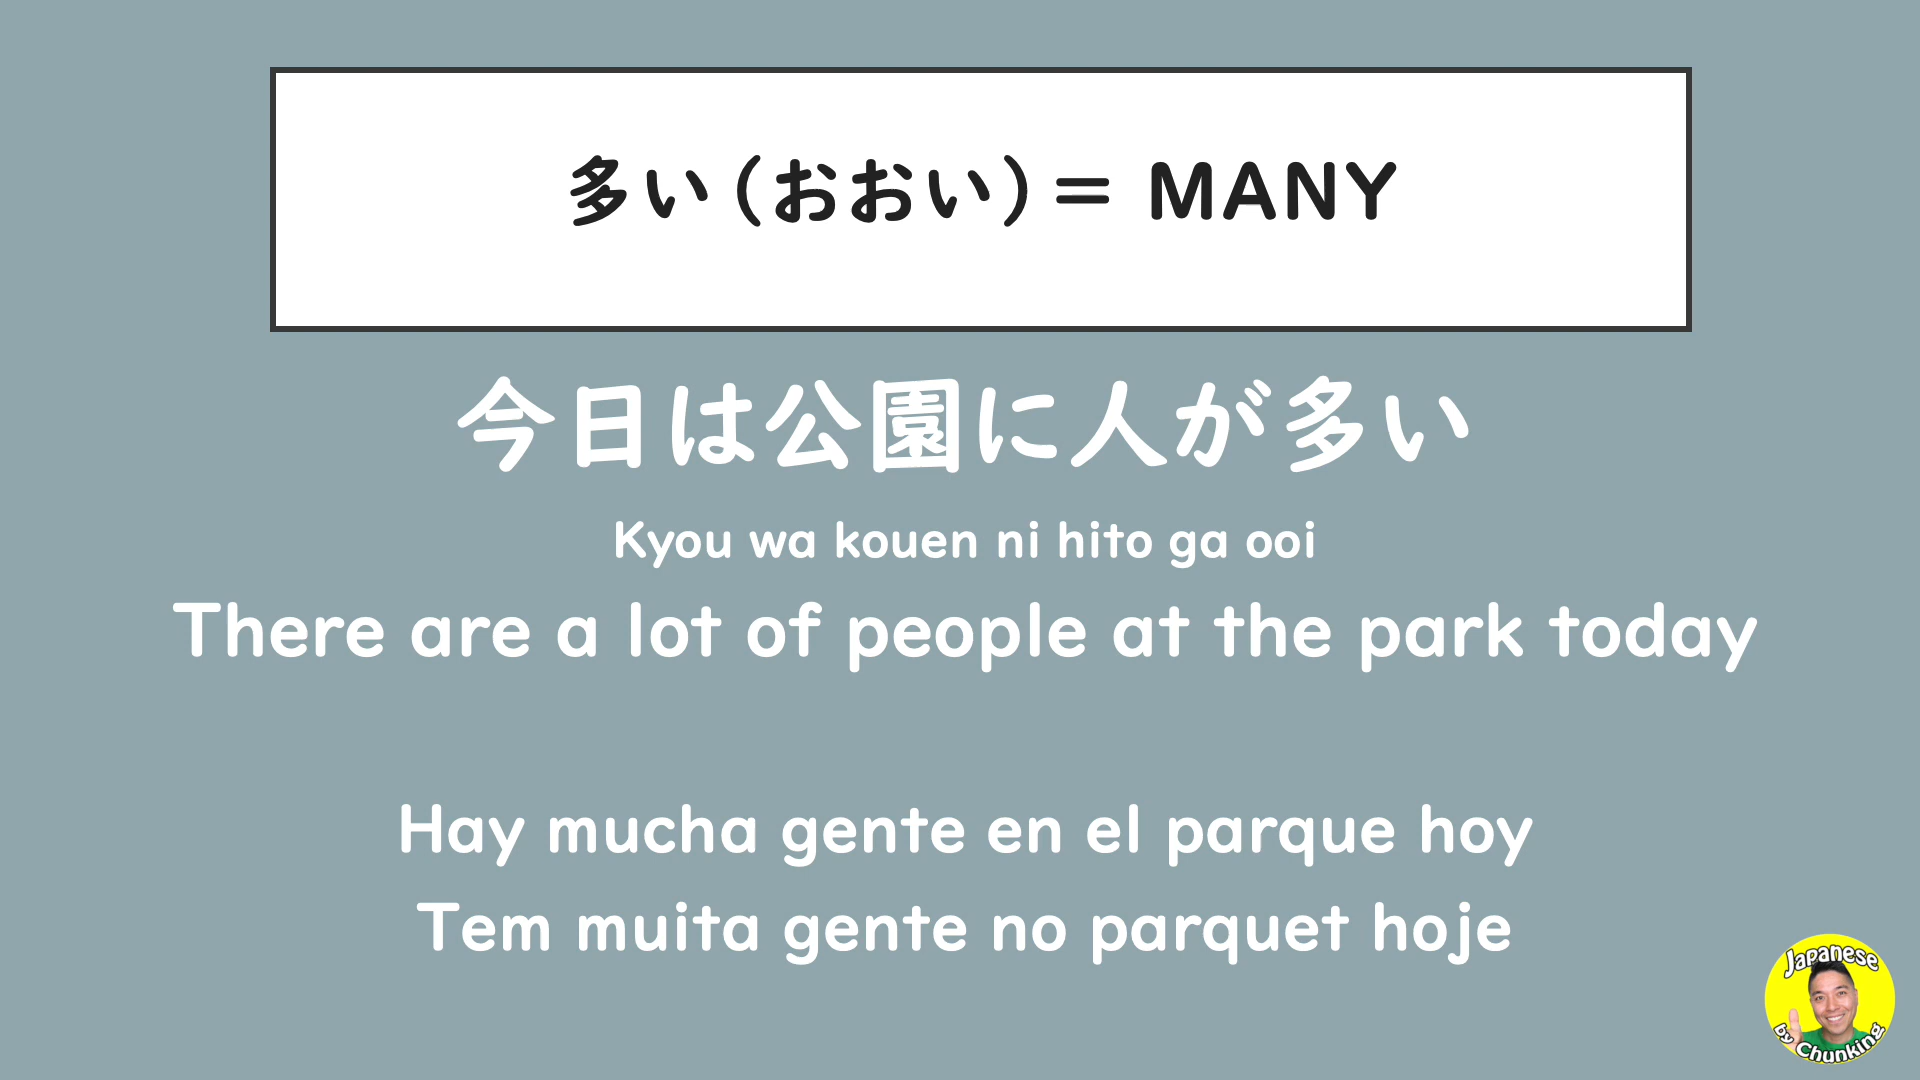 多い（おおい）＝ MANY
今日は公園に人が多い
Kyou wa kouen ni hito ga ooi
There are a lot of people at the park today
Hay mucha gente en el parque hoy
Tem muita gente no parquet hoje
Japanese
by Chunking